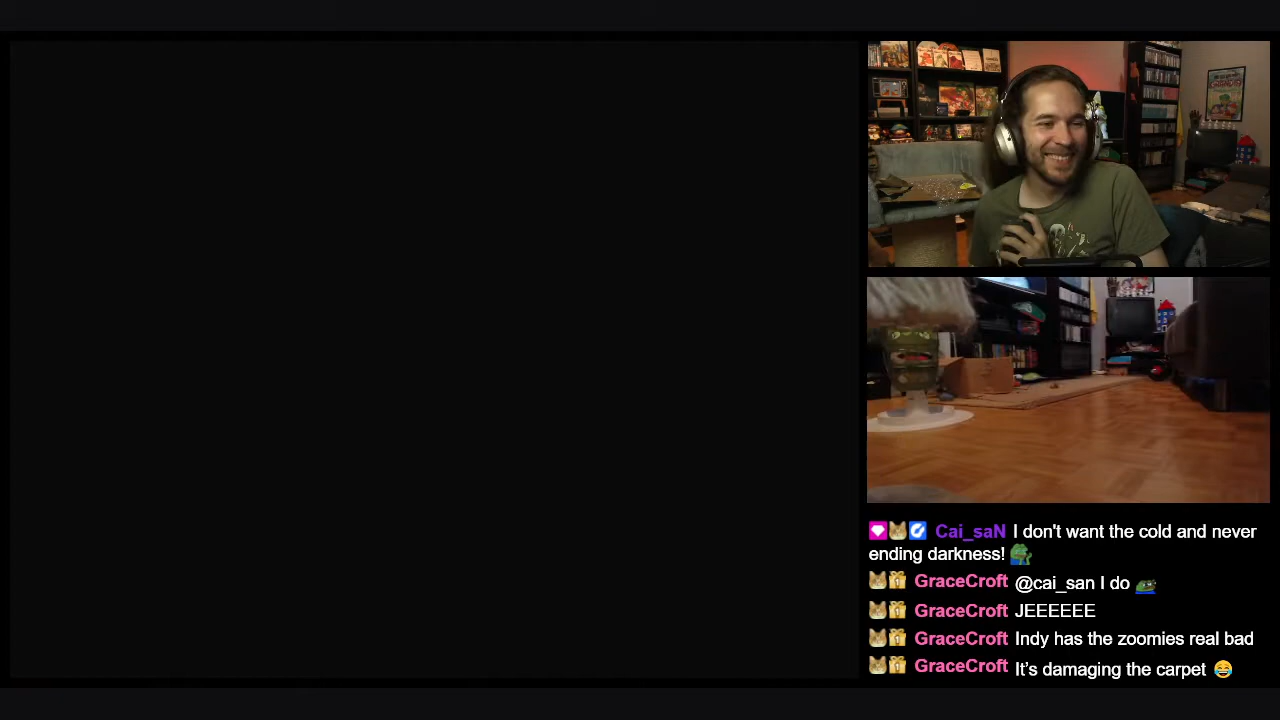 Cai_saN I don't want the cold and never
ending darkness!
GraceCroft @cai_san I do
GraceCroft JEEEEEE
GraceCroft Indy has the zoomies real bad
GraceCroft It’s damaging the carpet 😂